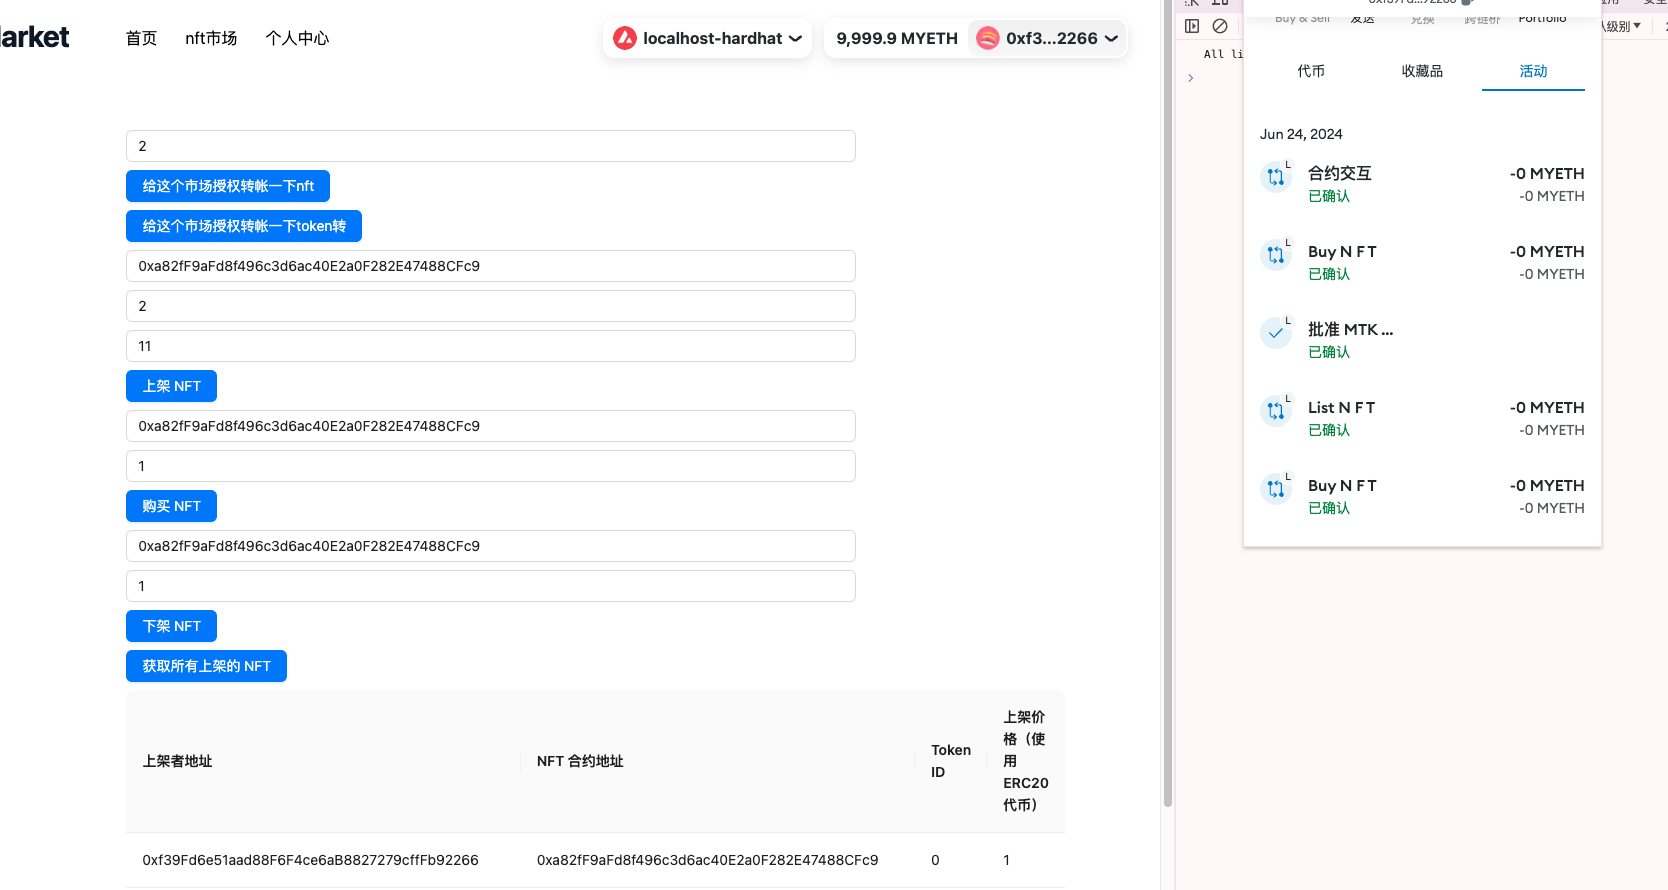 arket
首页
nft市场
个人中心
localhost-hardhat
9,999.9 MYETH
0xf3...2266
2
给这个市场授权转帐一下nft
给这个市场授权转帐一下token转
0xa82fF9aFd8f496c3d6ac40E2a0F282E47488CFc9
2
11
上架 NFT
0xa82fF9aFd8f496c3d6ac40E2a0F282E47488CFc9
1
购买 NFT
0xa82fF9aFd8f496c3d6ac40E2a0F282E47488CFc9
1
下架 NFT
获取所有上架的 NFT
上架者地址
NFT 合约地址
Token
ID
上架价
格（使
用
ERC20
代币）
0xf39Fd6e51aad88F6F4ce6aB8827279cffFb92266
0xa82fF9aFd8f496c3d6ac40E2a0F282E47488CFc9
0
1
All li
级别
Buy & Sell
发送
兑换
跨链桥
Portfolio
代币
收藏品
活动
Jun 24, 2024
L
合约交互
-0 MYETH
已确认
-0 MYETH
L
Buy N F T
-0 MYETH
已确认
-0 MYETH
L
批准 MTK ...
已确认
L
List N F T
-0 MYETH
已确认
-0 MYETH
L
Buy N F T
-0 MYETH
已确认
-0 MYETH